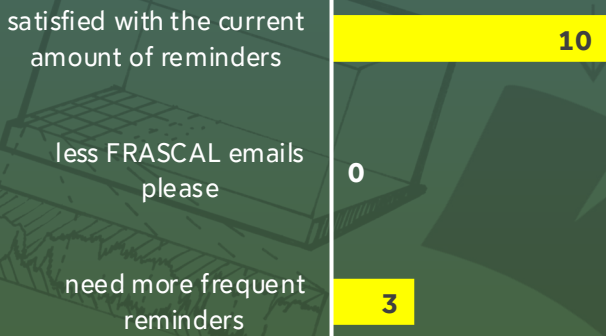 satisfied with the current
amount of reminders
10
less FRASCAL emails
please
0
need more frequent
reminders
3